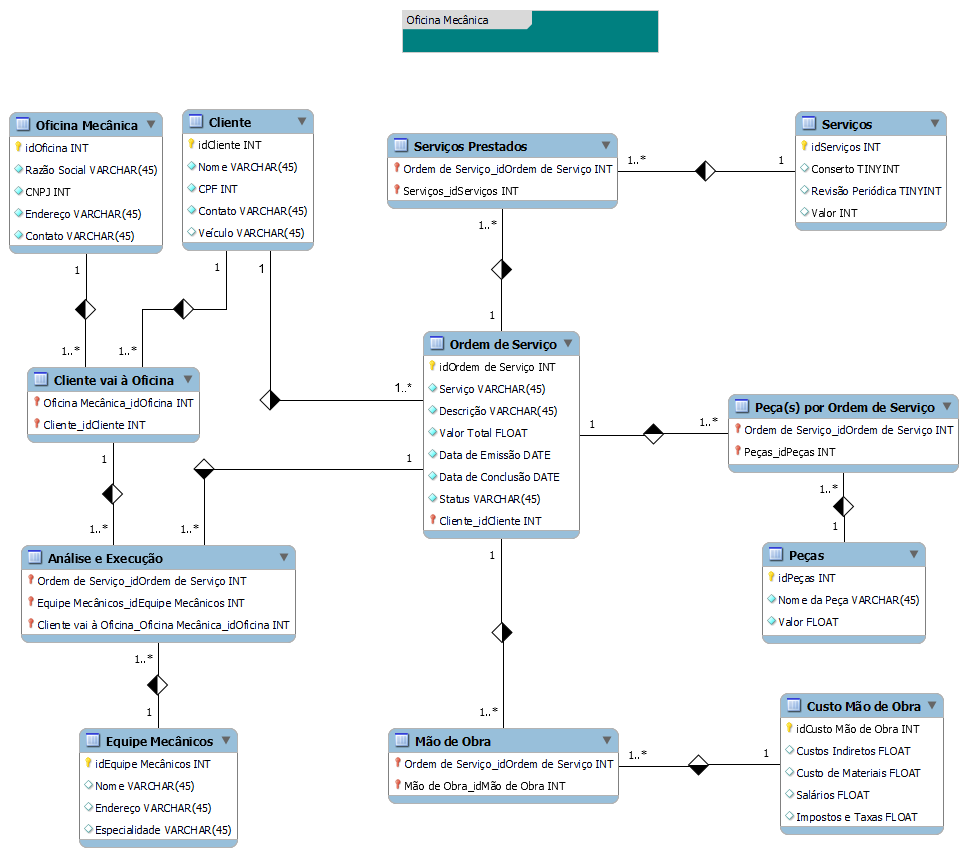 Oficina Mecânica
Oficina Mecânica
idOficina INT
Razão Social VARCHAR(45)
CNPJ INT
Endereço VARCHAR(45)
Contato VARCHAR(45)
Cliente
idCliente INT
Nome VARCHAR(45)
CPF INT
Contato VARCHAR(45)
Veículo VARCHAR(45)
Serviços Prestados
Ordem de Serviço_idOrdem de Serviço INT
Serviços_idServiços INT
1..*
1
Serviços
idServiços INT
Conserto TINYINT
Revisão Periódica TINYINT
Valor INT
1
1..*
1
1..*
1
1..*
1..*
1
Cliente vai à Oficina
Oficina Mecânica_idOficina INT
Cliente_idCliente INT
Ordem de Serviço
idOrdem de Serviço INT
Serviço VARCHAR(45)
Descrição VARCHAR(45)
Valor Total FLOAT
Data de Emissão DATE
Data de Conclusão DATE
Status VARCHAR(45)
Cliente_idCliente INT
1
1..*
Peça(s) por Ordem de Serviço
Ordem de Serviço_idOrdem de Serviço INT
Peças_idPeças INT
1
1..*
1
1..*
1..*
1
Análise e Execução
Ordem de Serviço_idOrdem de Serviço INT
Equipe Mecânicos_idEquipe Mecânicos INT
Cliente vai à Oficina_Oficina Mecânica_idOficina INT
Peças
idPeças INT
Nome da Peça VARCHAR(45)
Valor FLOAT
1..*
1
1
1..*
Equipe Mecânicos
idEquipe Mecânicos INT
Nome VARCHAR(45)
Endereço VARCHAR(45)
Especialidade VARCHAR(45)
Mão de Obra
Ordem de Serviço_idOrdem de Serviço INT
Mão de Obra_idMão de Obra INT
1..*
1
Custo Mão de Obra
idCusto Mão de Obra INT
Custos Indiretos FLOAT
Custo de Materiais FLOAT
Salários FLOAT
Impostos e Taxas FLOAT